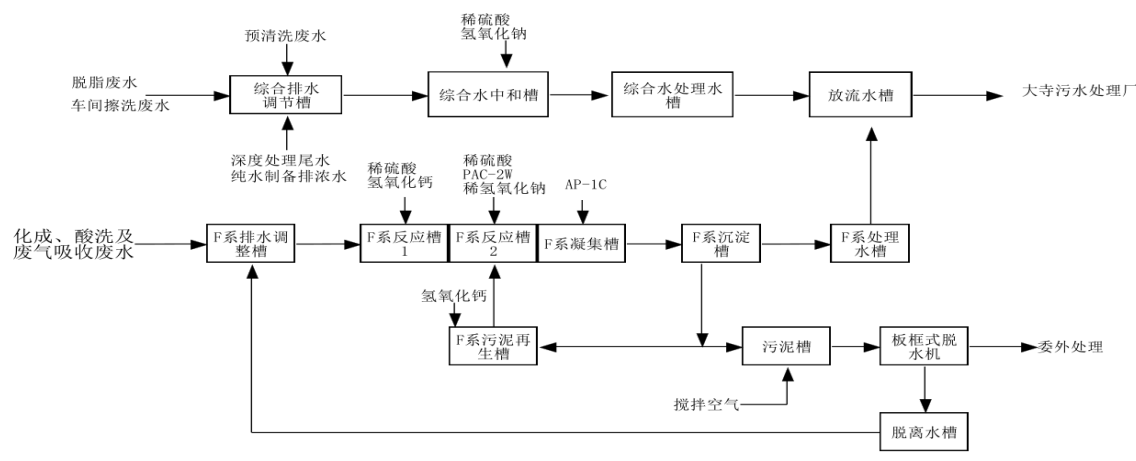 稀硫酸
氢氧化钠
预清洗废水
脱脂废水
车间擦洗废水
综合排水
调节槽
综合水中和槽
综合水处理水
槽
放流水槽
大寺污水处理厂
深度处理尾水
纯水制备排浓水
稀硫酸
氢氧化钙
稀硫酸
PAC-2W
稀氢氧化钠
AP-1C
化成、酸洗及
废气吸收废水
F系排水调
整槽
F系反应槽
1
F系反应槽
2
F系凝集槽
F系沉淀
槽
F系处理
水槽
氢氧化钙
F系污泥再
生槽
污泥槽
板框式脱
水机
委外处理
搅拌空气
脱离水槽